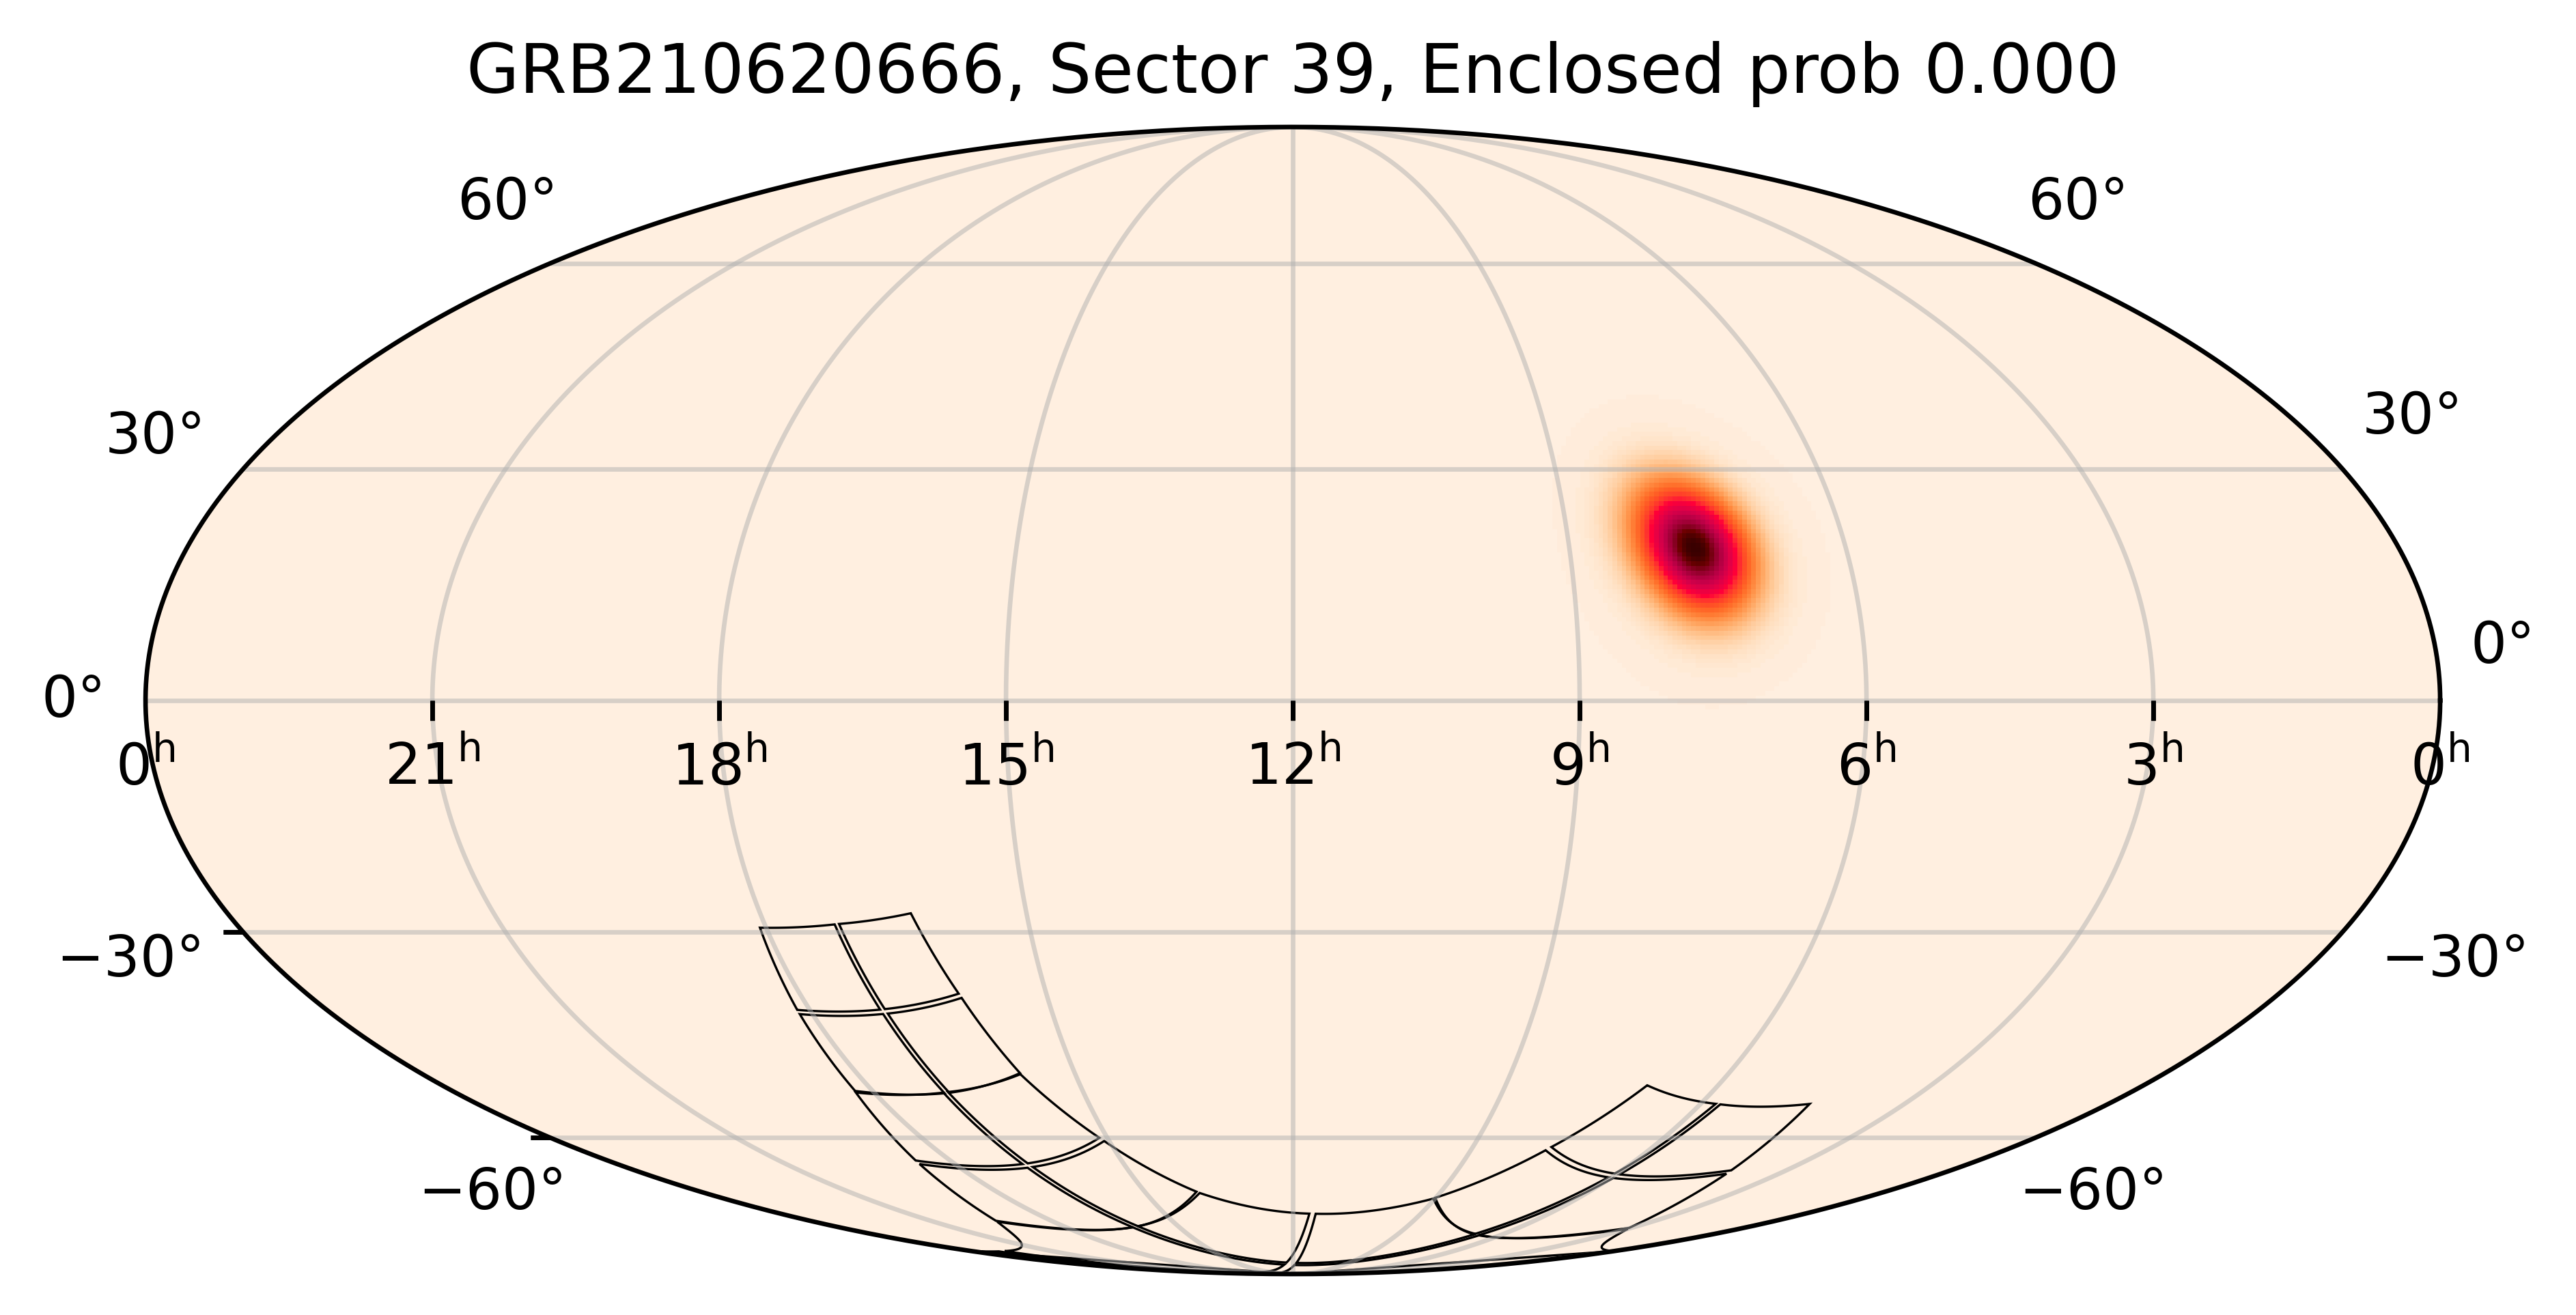 GRB210620666, Sector 39, Enclosed prob 0.000
60° 60°
30° 30°
0° 0°
0ʰ 21ʰ 18ʰ 15ʰ 12ʰ 9ʰ 6ʰ 3ʰ 0ʰ
−30° −30°
−60° −60°